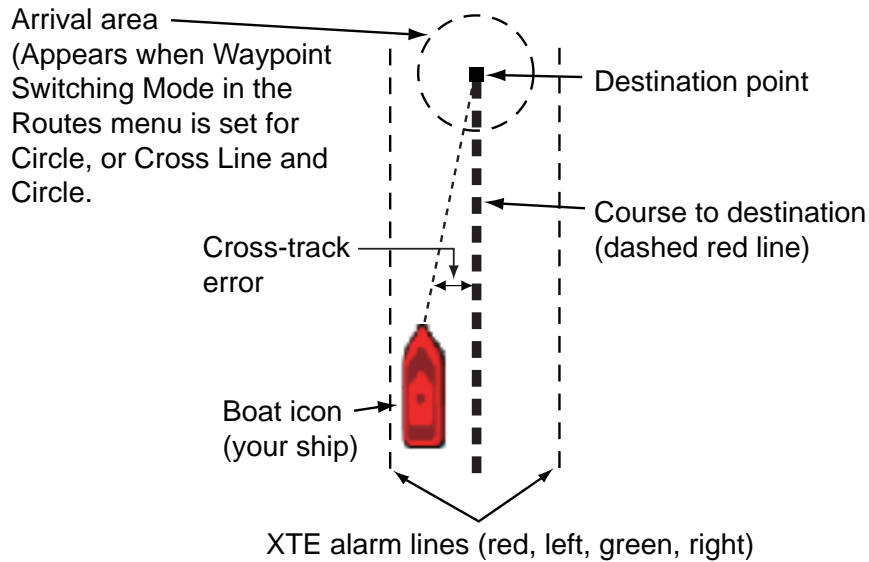 Arrival area
(Appears when Waypoint
Switching Mode in the
Routes menu is set for
Circle, or Cross Line and
Circle.
Destination point
Course to destination
(dashed red line)
Cross-track
error
Boat icon
(your ship)
XTE alarm lines (red, left, green, right)